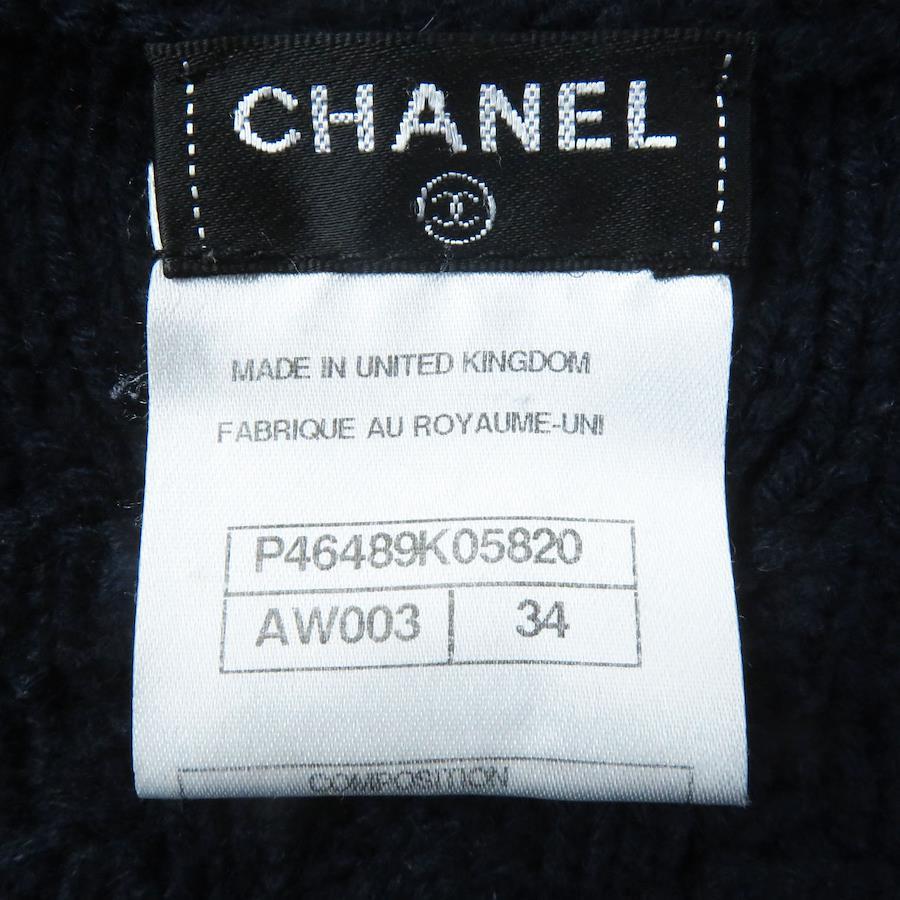 CHANEL
MADE IN UNITED KINGDOM
FABRIQUE AU ROYAUME-UNI
P46489K05820
AW003 34
COMPOSITION